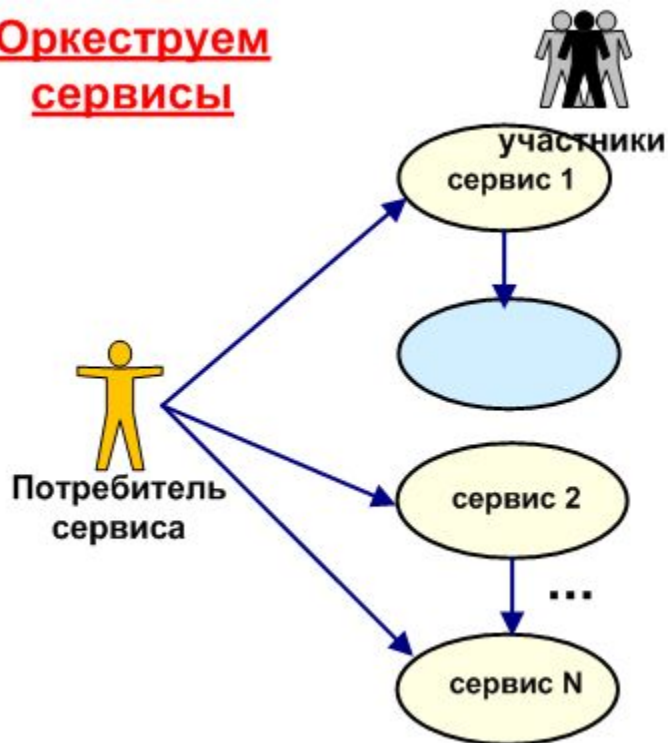 Оркеструем
сервисы
участники
сервис 1
Потребитель
сервиса
сервис 2
...
сервис N